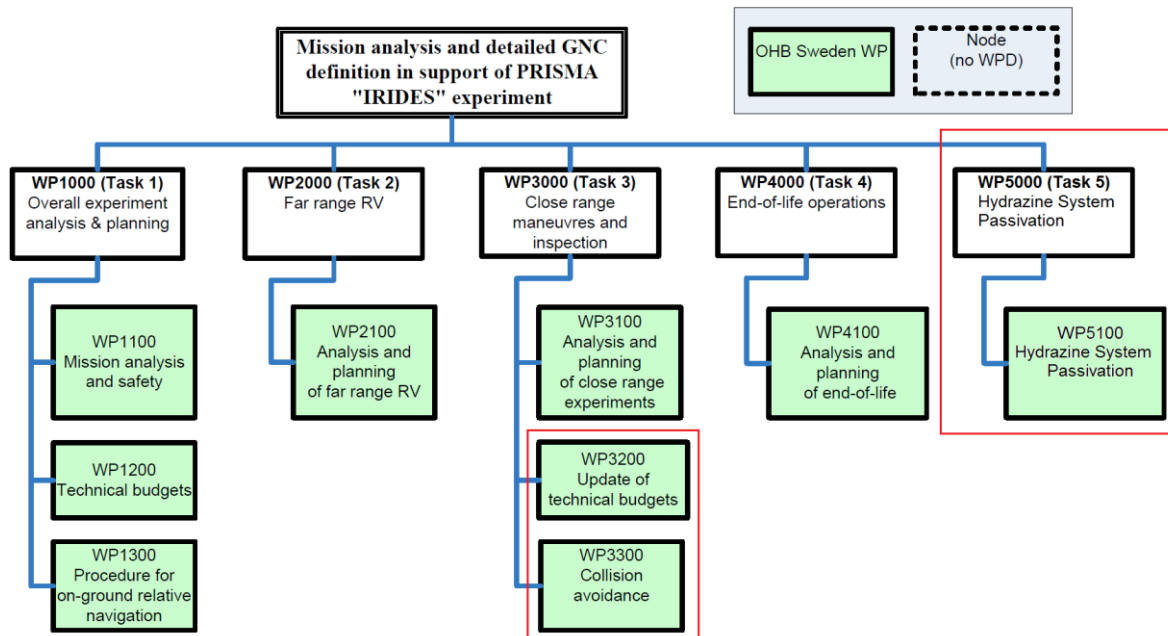 Mission analysis and detailed GNC
definition in support of PRISMA
"IRIDES" experiment
OHB Sweden WP
Node
(no WPD)
WP1000 (Task 1)
Overall experiment
analysis & planning
WP2000 (Task 2)
Far range RV
WP3000 (Task 3)
Close range
maneuvres and
inspection
WP4000 (Task 4)
End-of-life operations
WP5000 (Task 5)
Hydrazine System
Passivation
WP1100
Mission analysis
and safety
WP1200
Technical budgets
WP1300
Procedure for
on-ground relative
navigation
WP2100
Analysis and
planning
of far range RV
WP3100
Analysis and
planning
of close range
experiments
WP3200
Update of
technical budgets
WP3300
Collision
avoidance
WP4100
Analysis and
planning
of end-of-life
WP5100
Hydrazine System
Passivation